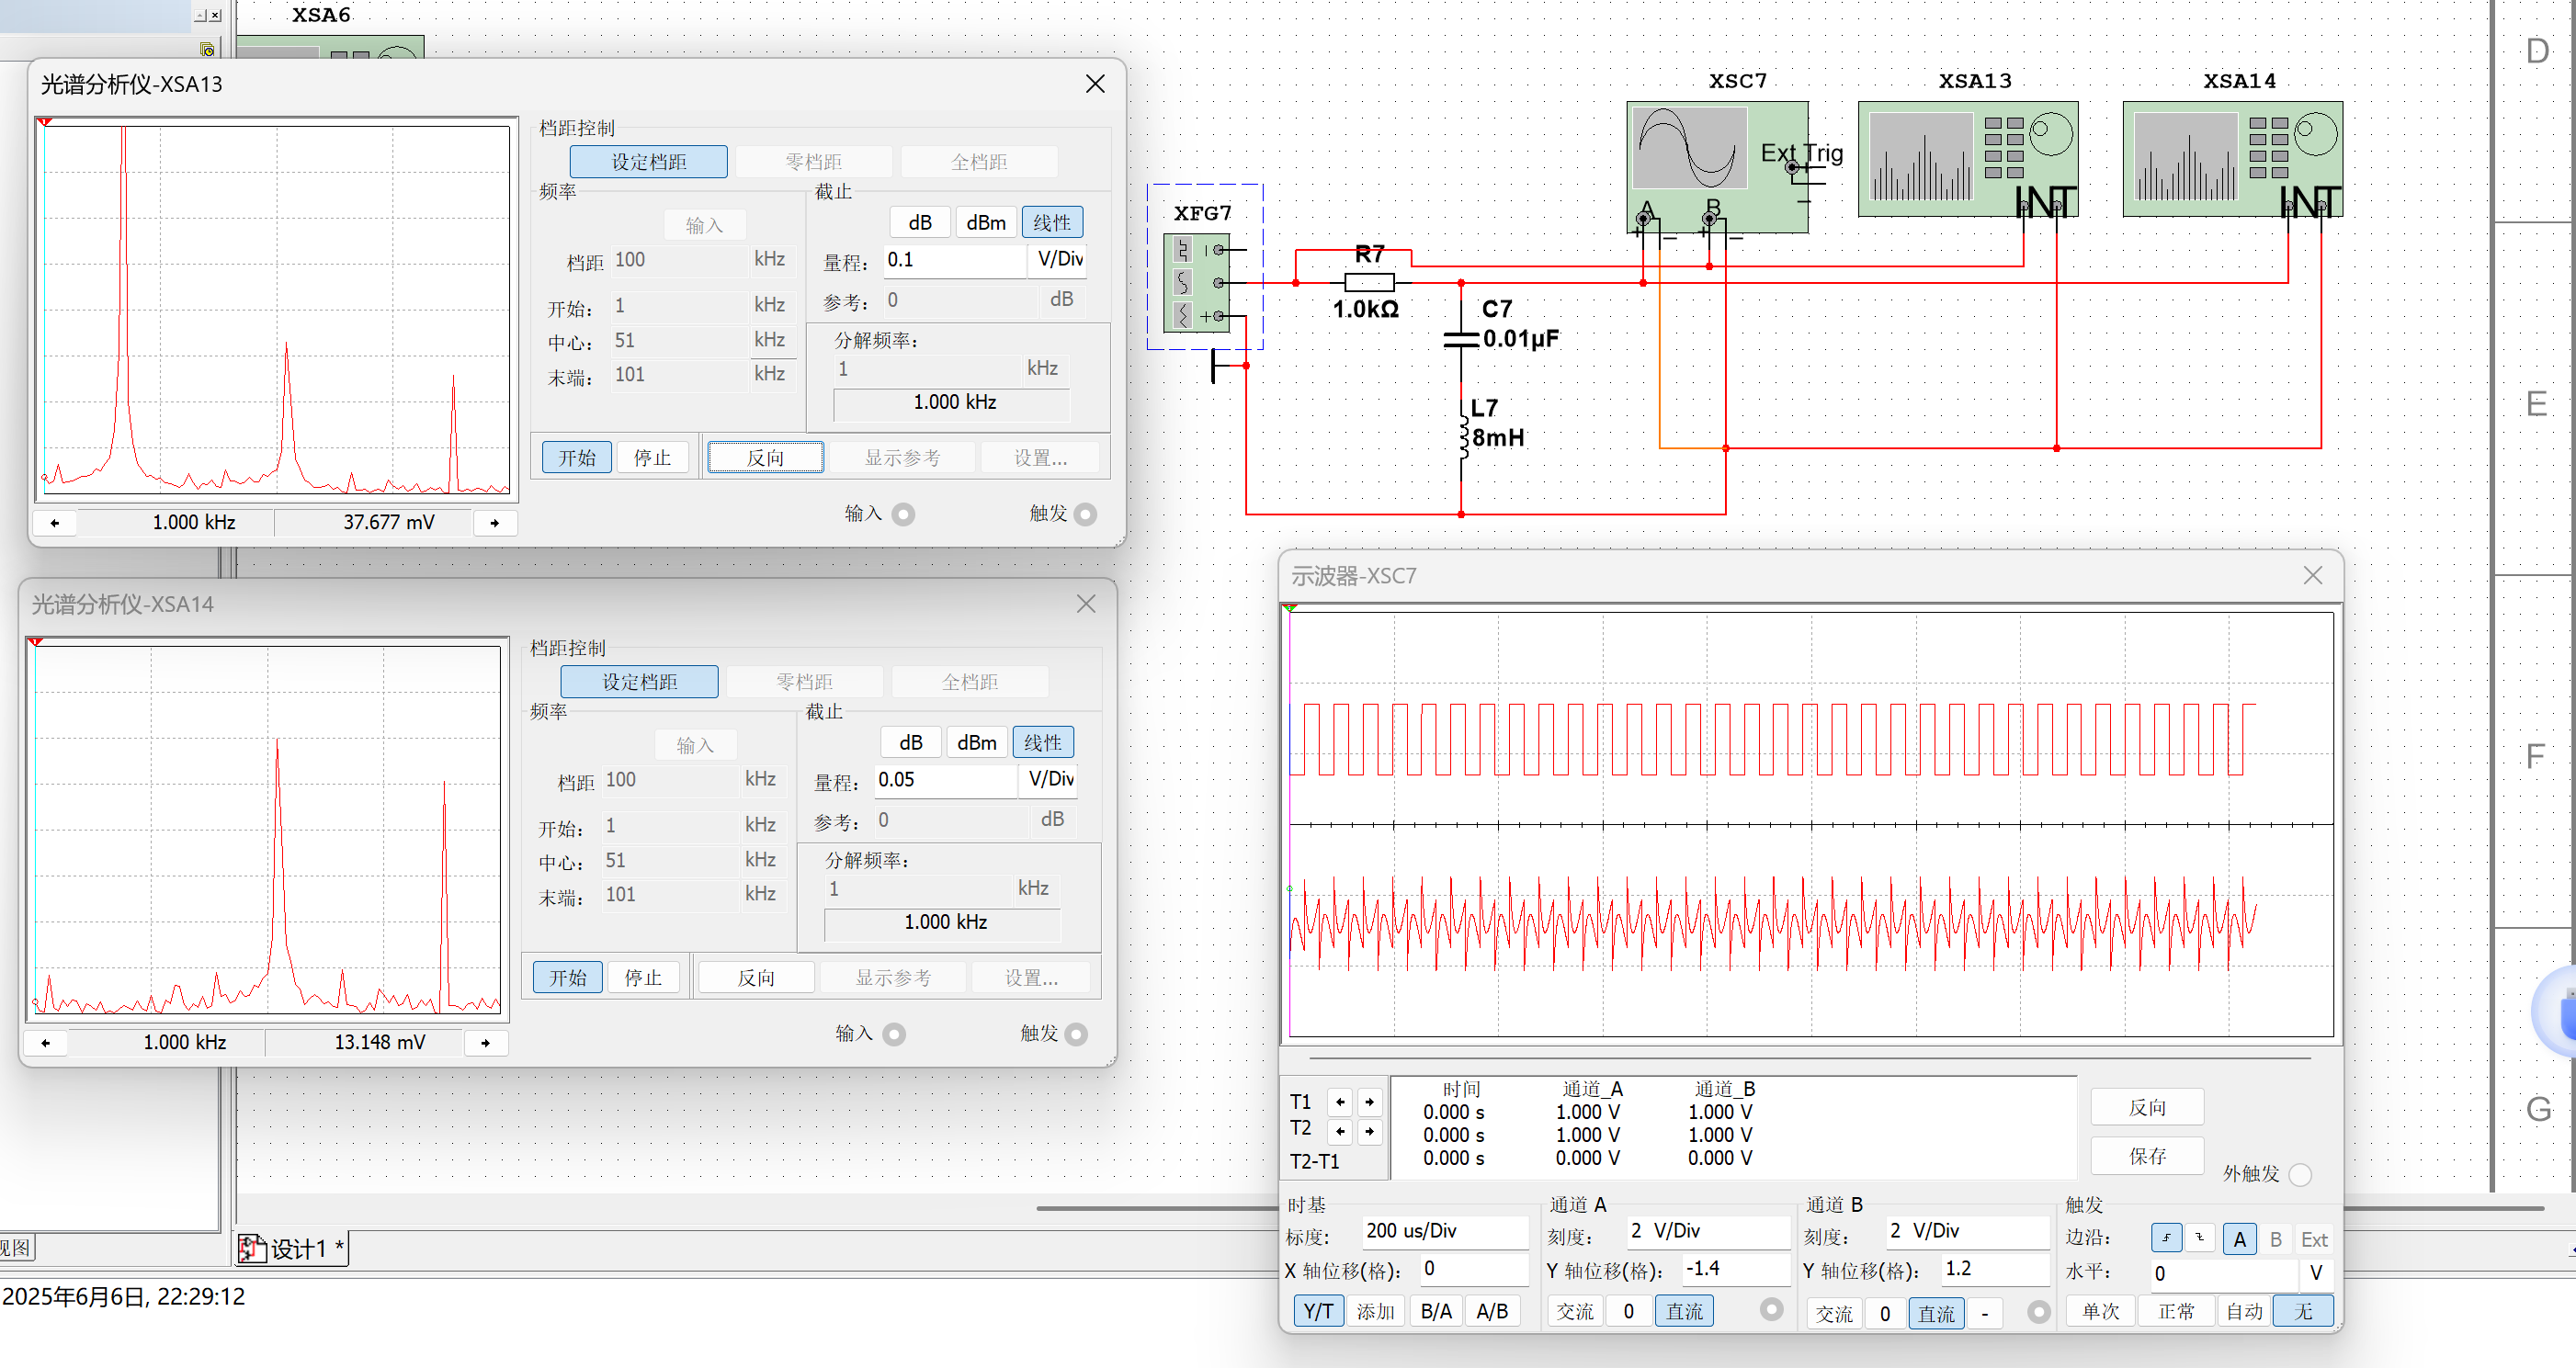 XSA6
光谱分析仪-XSA13
档距控制
设定档距 零档距 全档距
频率
输入
档距 100 kHz
开始: 1 kHz
中心: 51 kHz
末端: 101 kHz
截止
dB dBm 线性
量程: 0.1 V/Div
参考: 0 dB
分解频率:
1 kHz
1.000 kHz
开始 停止 反向 显示参考 设置...
1.000 kHz 37.677 mV
输入 触发
光谱分析仪-XSA14
档距控制
设定档距 零档距 全档距
频率
输入
档距 100 kHz
开始: 1 kHz
中心: 51 kHz
末端: 101 kHz
截止
dB dBm 线性
量程: 0.05 V/Div
参考: 0 dB
分解频率:
1 kHz
1.000 kHz
开始 停止 反向 显示参考 设置...
1.000 kHz 13.148 mV
输入 触发
XFG7
R7
1.0kΩ
C7
0.01µF
L7
8mH
XSC7
Ext Trig
A B
XSA13
IN T
XSA14
IN T
D
E
F
G
示波器-XSC7
时间 通道_A 通道_B
T1 0.000 s 1.000 V 1.000 V
T2 0.000 s 1.000 V 1.000 V
T2-T1 0.000 s 0.000 V 0.000 V
反向
保存
外触发
时基
标度: 200 us/Div
X 轴位移(格): 0
Y/T 添加 B/A A/B
通道 A
刻度: 2 V/Div
Y 轴位移(格): -1.4
交流 0 直流
通道 B
刻度: 2 V/Div
Y 轴位移(格): 1.2
交流 0 直流 -
触发
边沿: A B Ext
水平: 0 V
单次 正常 自动 无
视图
设计1 *
2025年6月6日, 22:29:12